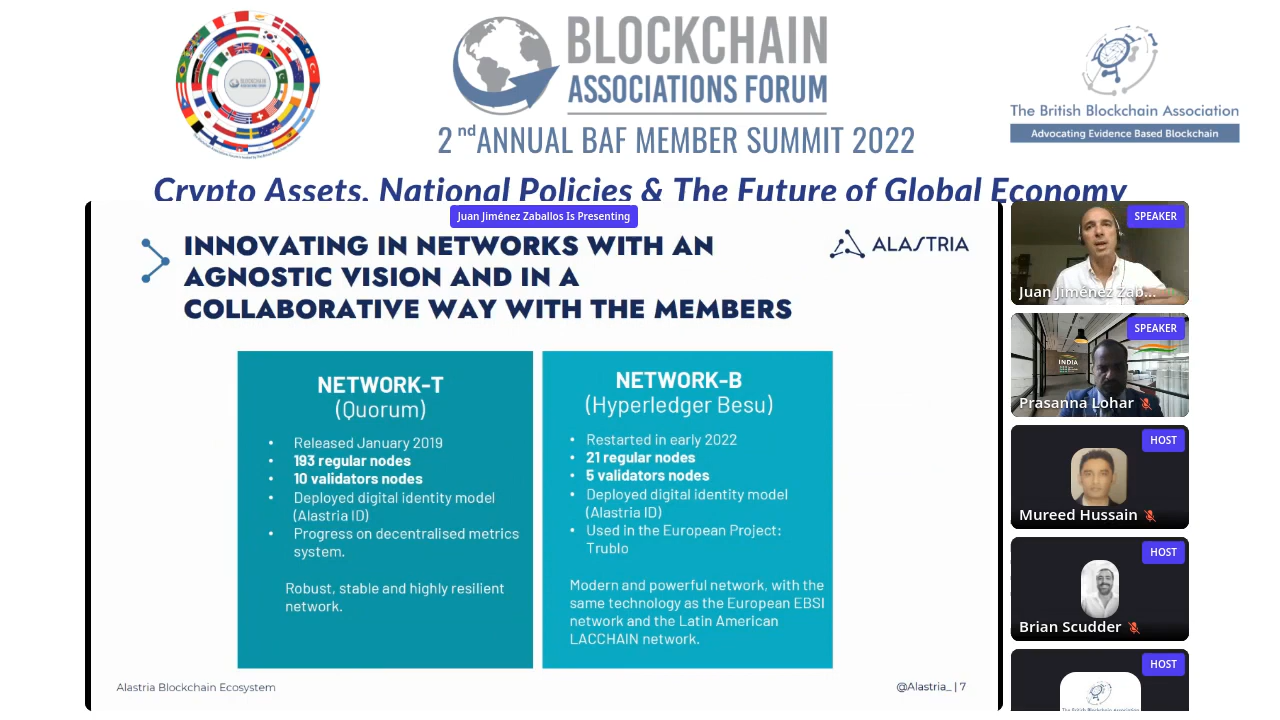 BLOCKCHAIN
ASSOCIATIONS FORUM
2nd ANNUAL BAF MEMBER SUMMIT 2022
The British Blockchain Association
Advocating Evidence Based Blockchain
Crypto Assets, National Policies & The Future of Global Economy
Juan Jiménez Zaballos Is Presenting
INNOVATING IN NETWORKS WITH AN
AGNOSTIC VISION AND IN A
COLLABORATIVE WAY WITH THE MEMBERS
ALASTRIA
NETWORK-T
(Quorum)
• Released January 2019
• 193 regular nodes
• 10 validators nodes
• Deployed digital identity model
(Alastria ID)
• Progress on decentralised metrics
system.
Robust, stable and highly resilient
network.
NETWORK-B
(Hyperledger Besu)
• Restarted in early 2022
• 21 regular nodes
• 5 validators nodes
• Deployed digital identity model
(Alastria ID)
• Used in the European Project:
Trublo
Modern and powerful network, with the
same technology as the European EBSI
network and the Latin American
LACCHAIN network.
Alastria Blockchain Ecosystem
@Alastria_ | 7
SPEAKER
Juan Jiménez Zab...
SPEAKER
INDIA
Prasanna Lohar
HOST
Mureed Hussain
HOST
Brian Scudder
HOST
The British Blockchain Association